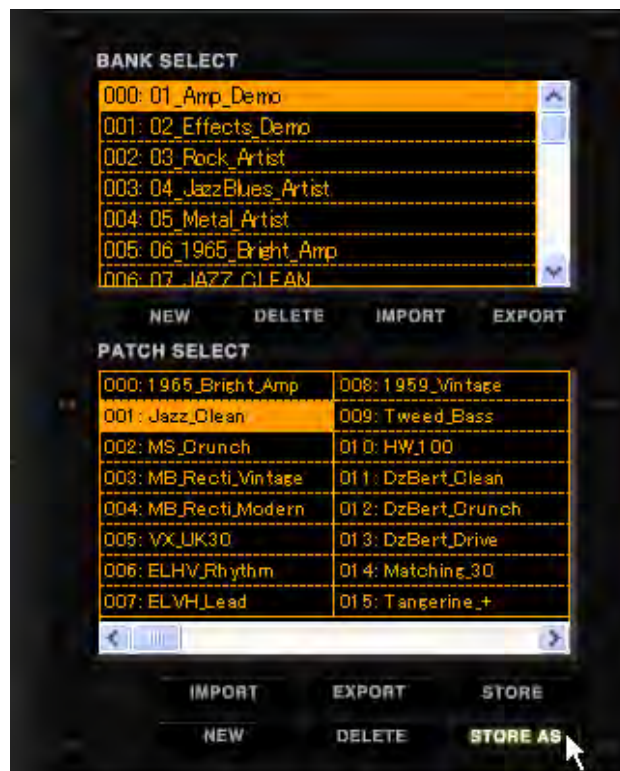 BANK SELECT
000: 01_Amp_Demo
001: 02_Effects_Demo
002: 03_Rock_Artist
003: 04_JazzBlues_Artist
004: 05_Metal_Artist
005: 06_1965_Bright_Amp
006: 07_JAZZ_CLEAN
NEW DELETE IMPORT EXPORT
PATCH SELECT
000: 1965_Bright_Amp 008: 1959_Vintage
001: Jazz_Clean 009: Tweed_Bass
002: MS_Crunch 010: HW_100
003: MB_Recti_Vintage 011: DzBert_Clean
004: MB_Recti_Modern 012: DzBert_Crunch
005: VX_UK30 013: DzBert_Drive
006: ELHV_Rhythm 014: Matching_30
007: ELVH_Lead 015: Tangerine_+
IMPORT EXPORT STORE
NEW DELETE STORE AS